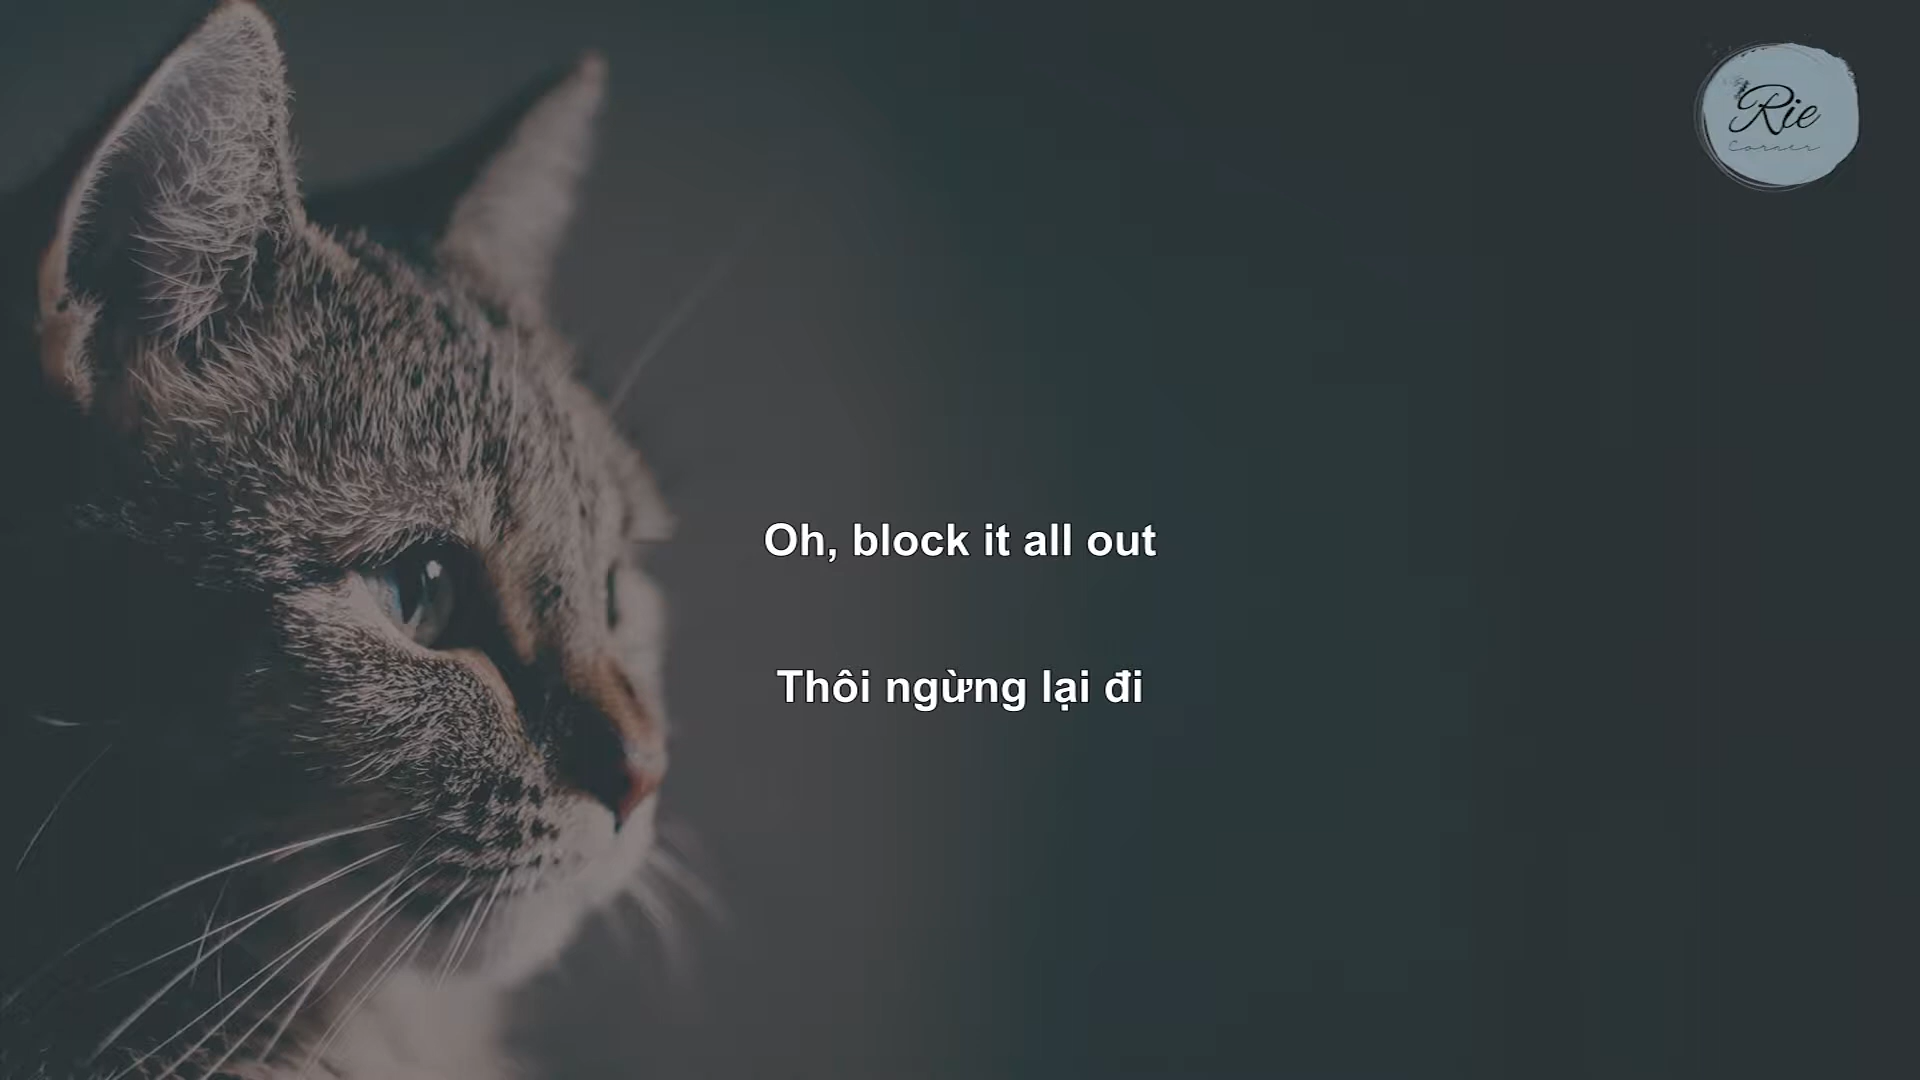 Rie
Corner
Oh, block it all out
Thôi ngừng lại đi